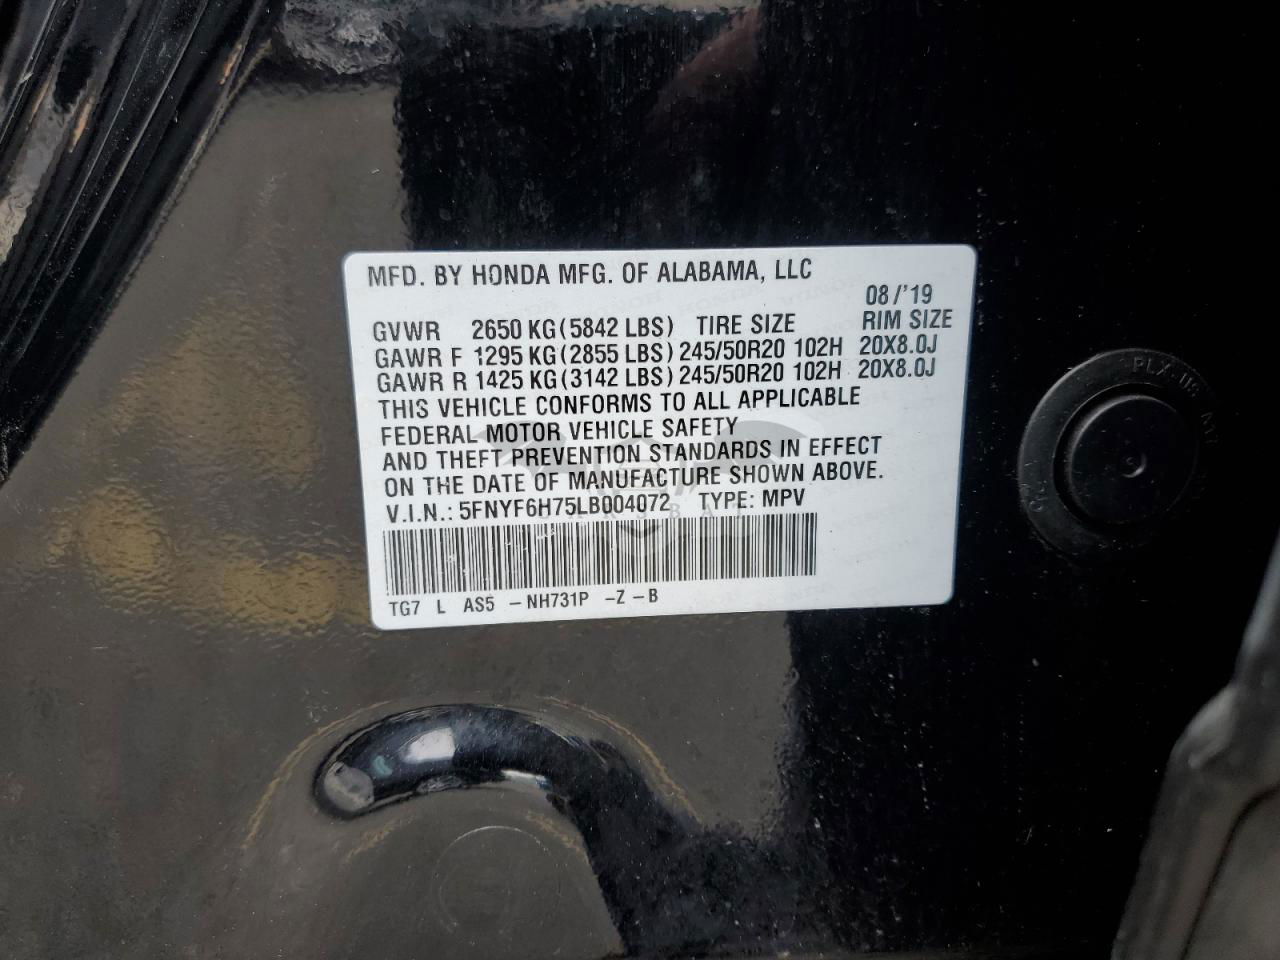 MFD. BY HONDA MFG. OF ALABAMA, LLC
08/'19
GVWR 2650 KG(5842 LBS) TIRE SIZE RIM SIZE
GAWR F 1295 KG(2855 LBS) 245/50R20 102H 20X8.0J
GAWR R 1425 KG(3142 LBS) 245/50R20 102H 20X8.0J
THIS VEHICLE CONFORMS TO ALL APPLICABLE
FEDERAL MOTOR VEHICLE SAFETY
AND THEFT PREVENTION STANDARDS IN EFFECT
ON THE DATE OF MANUFACTURE SHOWN ABOVE.
V.I.N.: 5FNYF6H75LB004072 TYPE: MPV
TG7 L AS5 -NH731P -Z-B